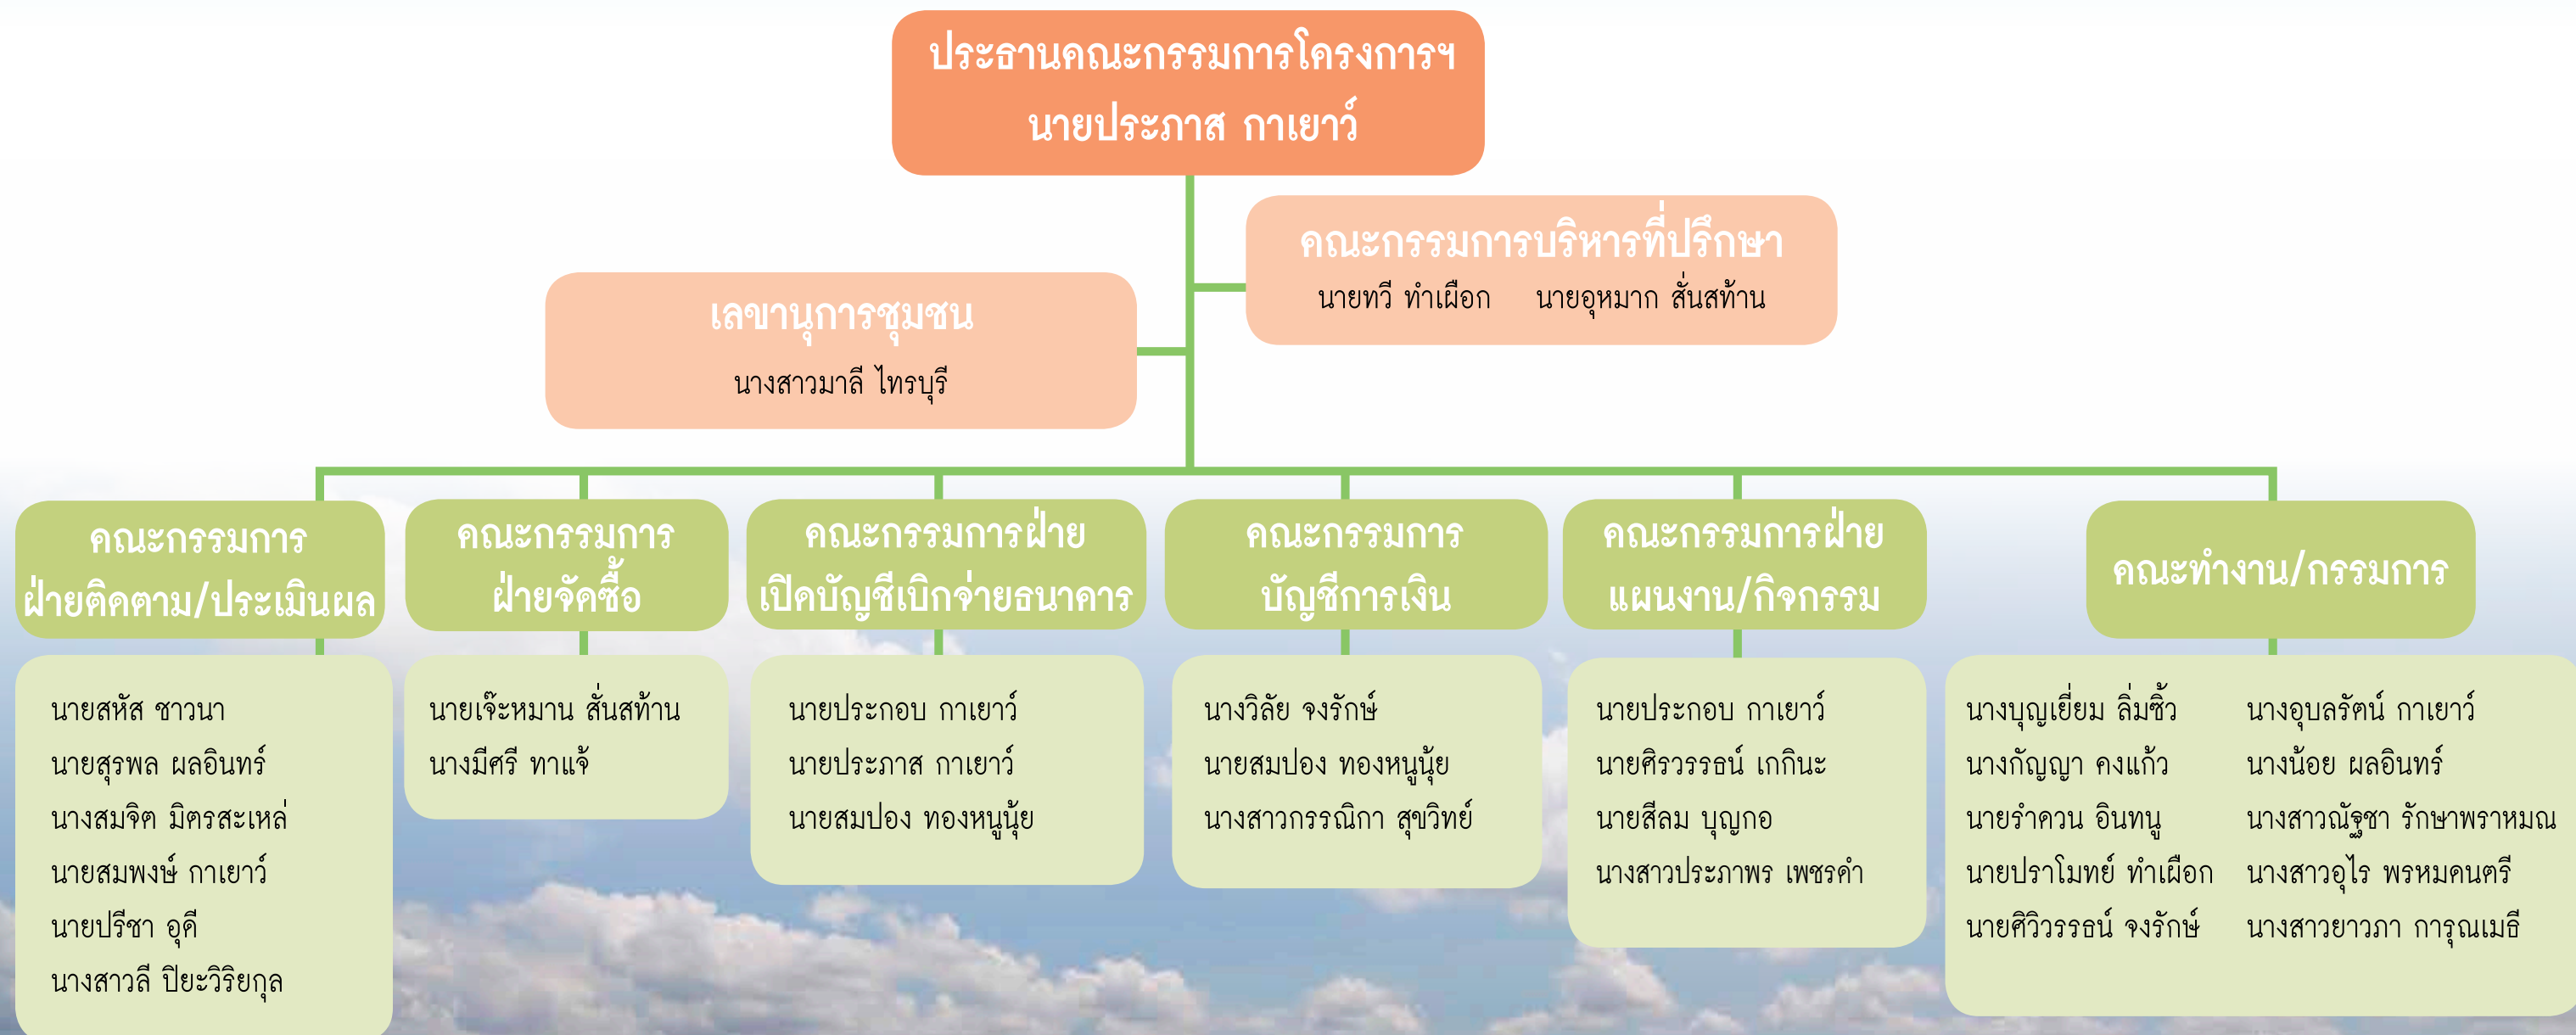 ประธานคณะกรรมการโครงการฯ
นายประภาส กาเยาว์
คณะกรรมการบริหารที่ปรึกษา
นายทวี ทำเผือก นายอุหมาก สั่นสท้าน
เลขานุการชุมชน
นางสาวมาลี ไทรบุรี
คณะกรรมการ
ฝ่ายติดตาม/ประเมินผล
นายสหัส ชาวนา
นายสุรพล ผลอินทร์
นางสมจิต มิตรสะเหล่
นายสมพงษ์ กาเยาว์
นายปรีชา อุคี
นางสาวลี ปิยะวิริยกุล
คณะกรรมการ
ฝ่ายจัดซื้อ
นายเจ๊ะหมาน สั่นสท้าน
นางมีศรี ทาแจ้
คณะกรรมการฝ่าย
เปิดบัญชีเบิกจ่ายธนาคาร
นายประกอบ กาเยาว์
นายประภาส กาเยาว์
นายสมปอง ทองหนูนุ้ย
คณะกรรมการ
บัญชีการเงิน
นางวิลัย จงรักษ์
นายสมปอง ทองหนูนุ้ย
นางสาวกรรณิกา สุขวิทย์
คณะกรรมการฝ่าย
แผนงาน/กิจกรรม
นายประกอบ กาเยาว์
นายศิรวรรธน์ เกกินะ
นายสีลม บุญกอ
นางสาวประภาพร เพชรคำ
คณะทำงาน/กรรมการ
นางบุญเยี่ยม ลิ่มซิ้ว
นางกัญญา คงแก้ว
นายรำควน อินทนู
นายปราโมทย์ ทำเผือก
นายศิวิวรรธน์ จงรักษ์
นางอุบลรัตน์ กาเยาว์
นางน้อย ผลอินทร์
นางสาวณัฐชา รักษาพราหมณ
นางสาวอุไร พรหมคนตรี
นางสาวยาวภา การุณเมธี